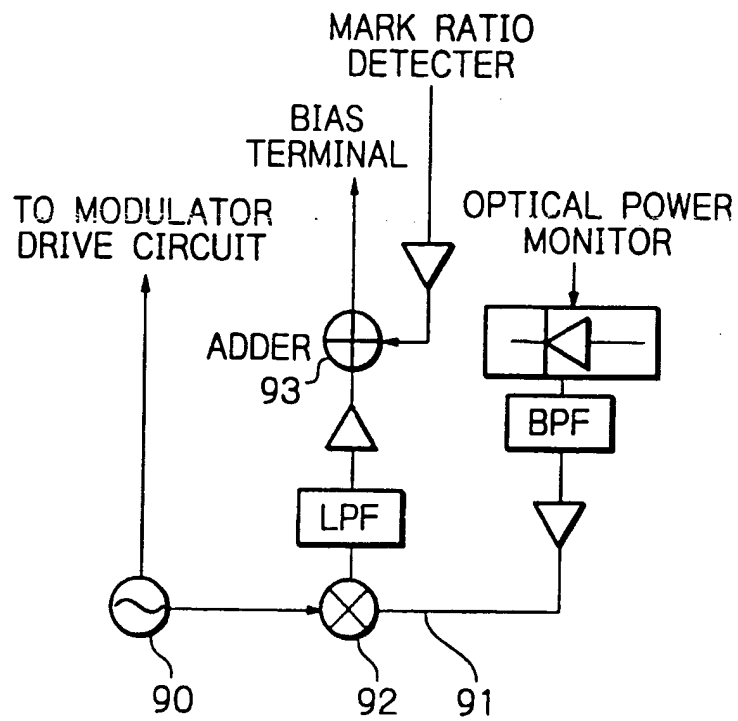 MARK RATIO
DETECTER
BIAS
TERMINAL
TO MODULATOR
DRIVE CIRCUIT
OPTICAL POWER
MONITOR
ADDER
93
BPF
LPF
90
92
91